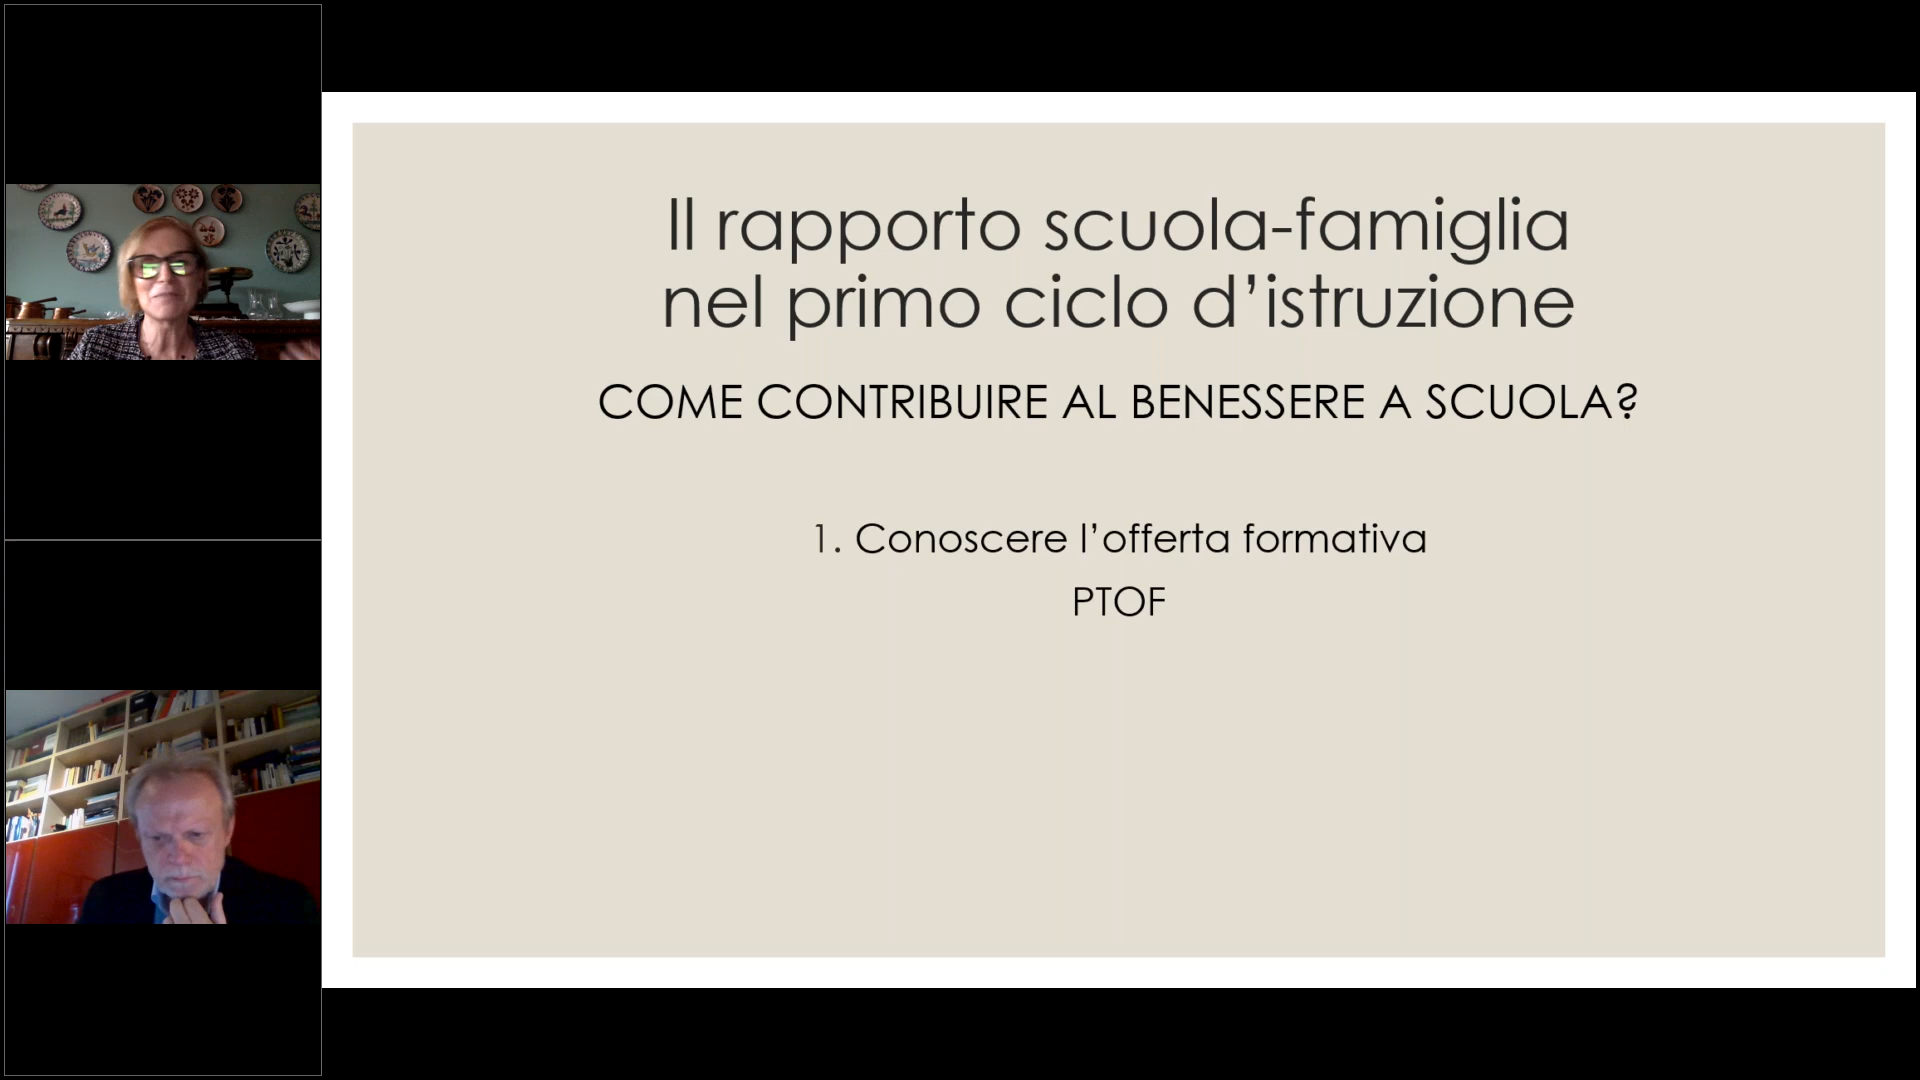 Il rapporto scuola-famiglia
nel primo ciclo d’istruzione
COME CONTRIBUIRE AL BENESSERE A SCUOLA?
1. Conoscere l’offerta formativa
PTOF